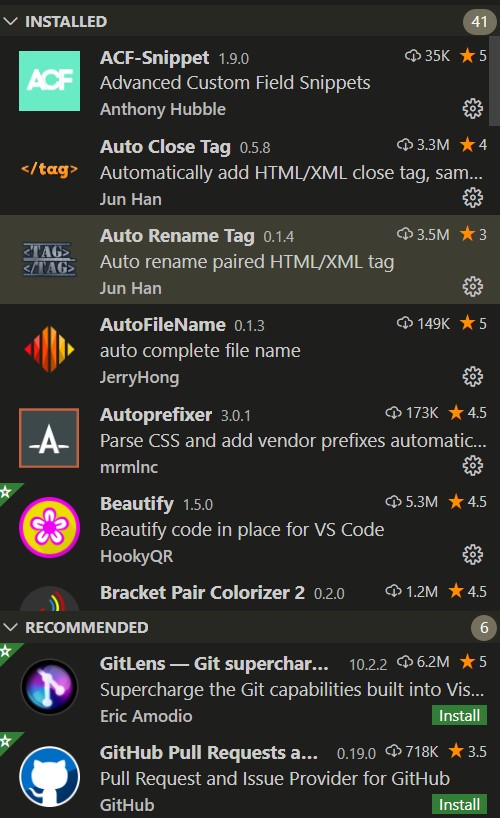 INSTALLED 41
ACF
ACF-Snippet 1.9.0 35K 5
Advanced Custom Field Snippets
Anthony Hubble
</tag>
Auto Close Tag 0.5.8 3.3M 4
Automatically add HTML/XML close tag, sam...
Jun Han
<TAG>
</TAG>
Auto Rename Tag 0.1.4 3.5M 3
Auto rename paired HTML/XML tag
Jun Han
AutoFileName 0.1.3 149K 5
auto complete file name
JerryHong
Autoprefixer 3.0.1 173K 4.5
Parse CSS and add vendor prefixes automatic...
mrmlnc
Beautify 1.5.0 5.3M 4.5
Beautify code in place for VS Code
HookyQR
Bracket Pair Colorizer 2 0.2.0 1.2M 4.5
RECOMMENDED 6
GitLens — Git superchar... 10.2.2 6.2M 5
Supercharge the Git capabilities built into Vis...
Eric Amodio Install
GitHub Pull Requests a... 0.19.0 718K 3.5
Pull Request and Issue Provider for GitHub
GitHub Install